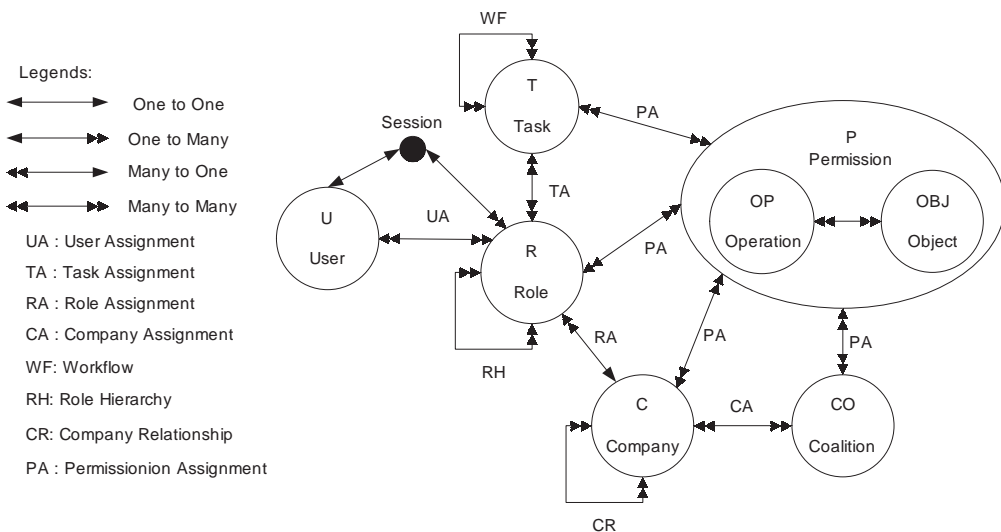 Legends:
One to One
One to Many
Many to One
Many to Many
UA : User Assignment
TA : Task Assignment
RA : Role Assignment
CA : Company Assignment
WF: Workflow
RH: Role Hierarchy
CR: Company Relationship
PA : Permissionion Assignment
WF
T
Task
PA
Session
TA
U
User
UA
R
Role
RH
PA
P
Permission
OP
Operation
OBJ
Object
RA
PA
PA
C
Company
CA
CO
Coalition
CR